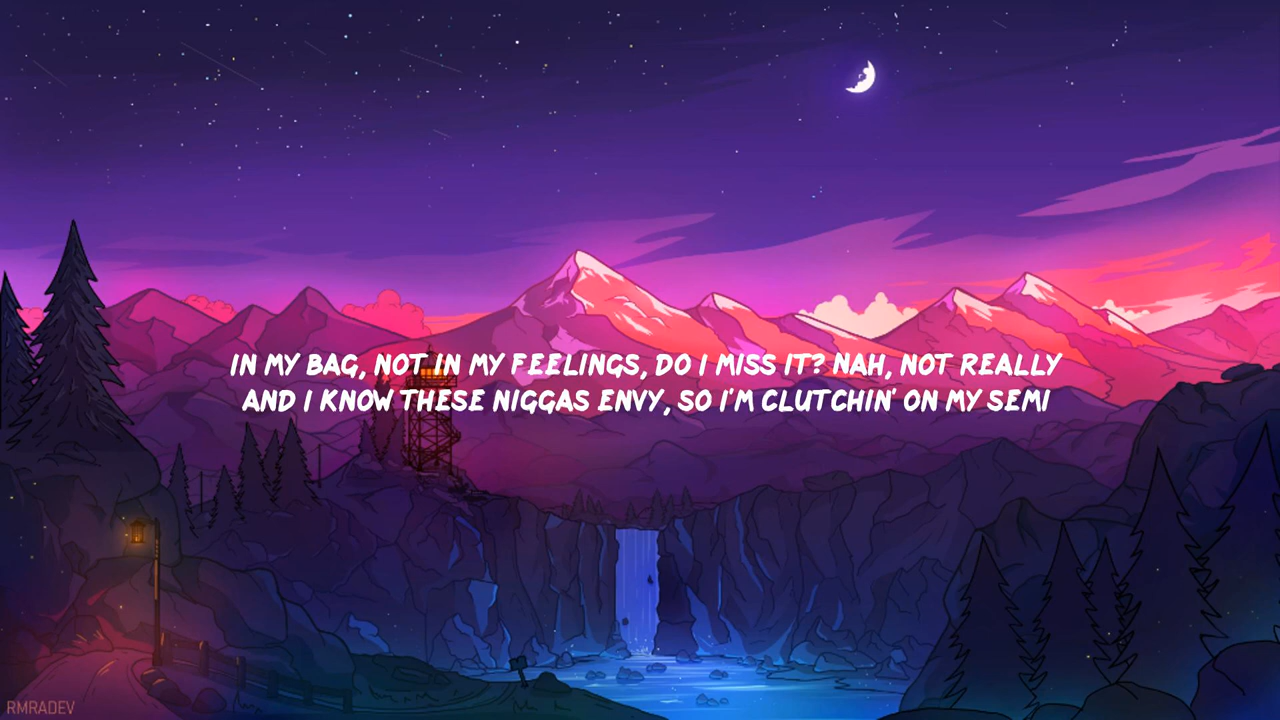 IN MY BAG, NOT IN MY FEELINGS, DO I MISS IT? NAH, NOT REALLY
AND I KNOW THESE NIGGAS ENVY, SO I'M CLUTCHIN' ON MY SEMI
RMRADEV